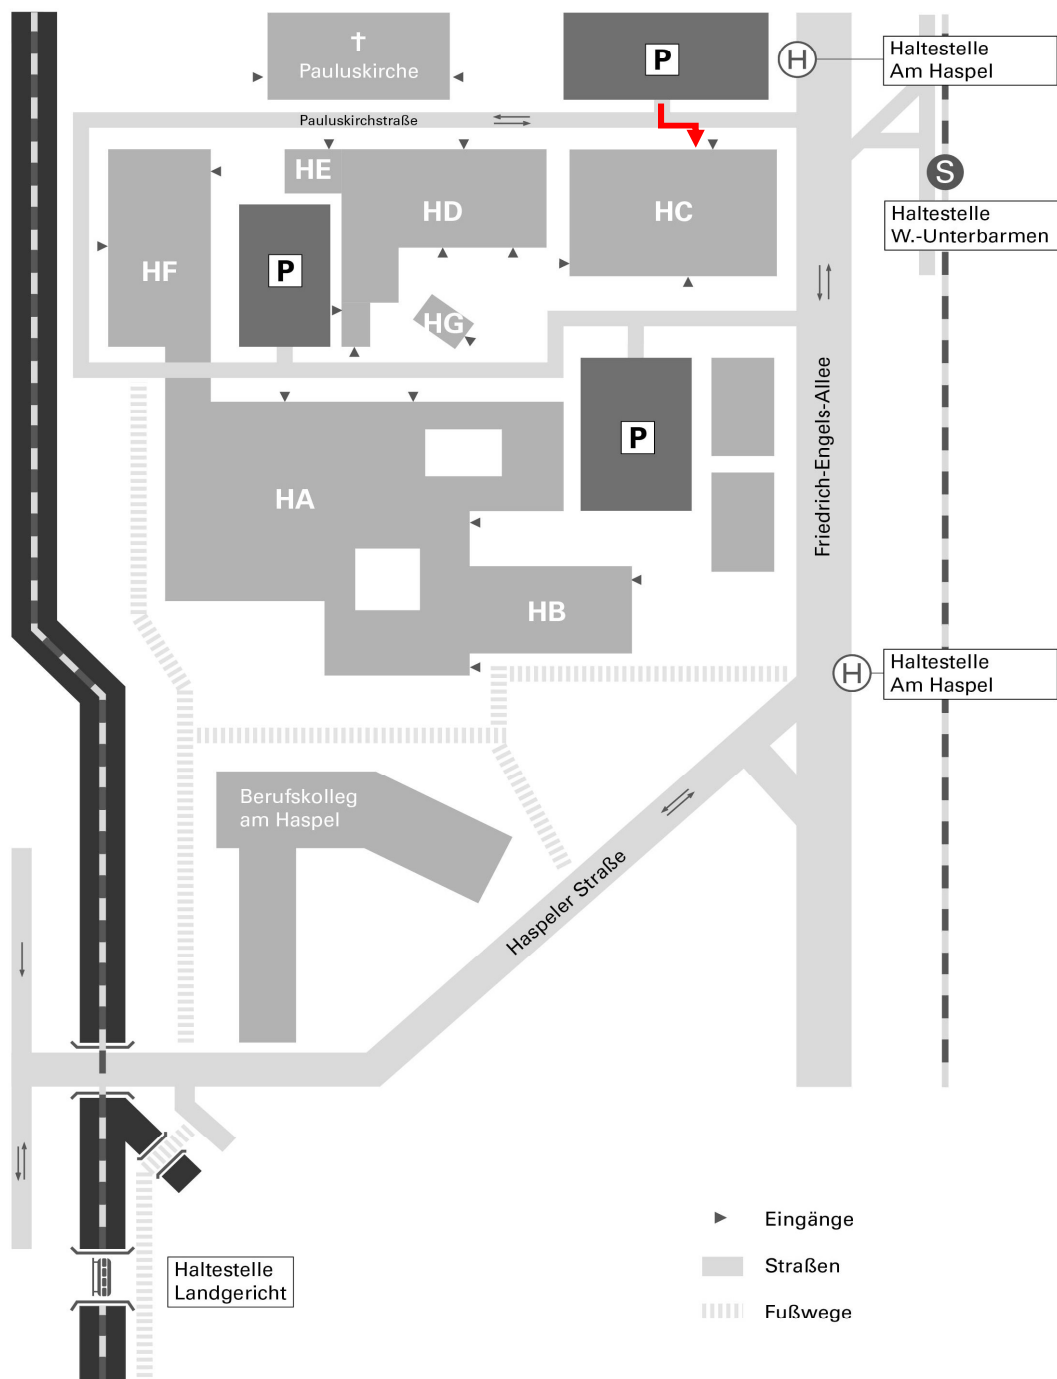 Pauluskirche
P
H
Haltestelle
Am Haspel
Pauluskirchstraße
S
HE
HD
HC
Haltestelle
W.-Unterbarmen
HF
P
HG
P
Friedrich-Engels-Allee
HA
HB
H
Haltestelle
Am Haspel
Berufskolleg
am Haspel
Haspeler Straße
Eingänge
Haltestelle
Landgericht
Straßen
Fußwege